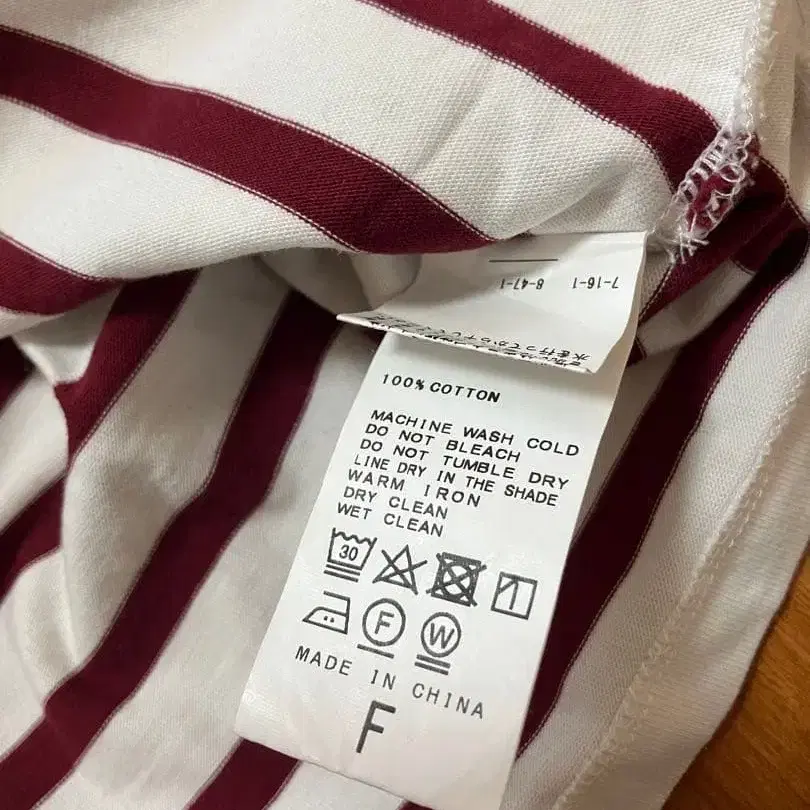 7-16-1 8-47-1
100% COTTON
MACHINE WASH COLD
DO NOT BLEACH
DO NOT TUMBLE DRY
LINE DRY IN THE SHADE
WARM IRON
DRY CLEAN
WET CLEAN
30
F W
MADE IN CHINA
F